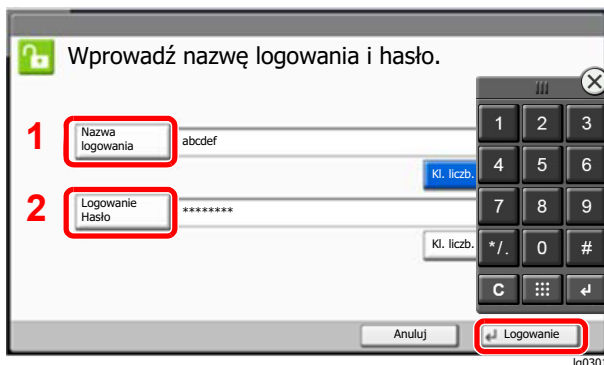 Wprowadź nazwę logowania i hasło.
1
Nazwa
logowania
abcdef
Kl. liczb.
2
Logowanie
Hasło
********
Kl. liczb.
1 2 3
4 5 6
7 8 9
*/. 0 #
C
Anuluj
Logowanie
lg0301